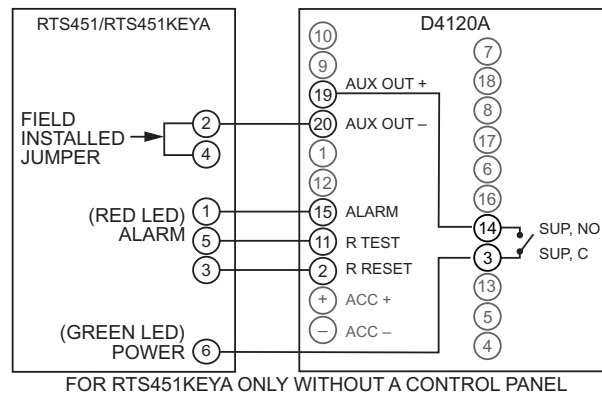 RTS451/RTS451KEYA
D4120A
10
9
19 AUX OUT +
20 AUX OUT –
1
12
15 ALARM
11 R TEST
2 R RESET
+ ACC +
– ACC –
7
18
8
17
6
16
14 SUP, NO
3 SUP, C
13
5
4
FIELD
INSTALLED
JUMPER
2
4
(RED LED)
ALARM
1
5
3
(GREEN LED)
POWER 6
FOR RTS451KEYA ONLY WITHOUT A CONTROL PANEL